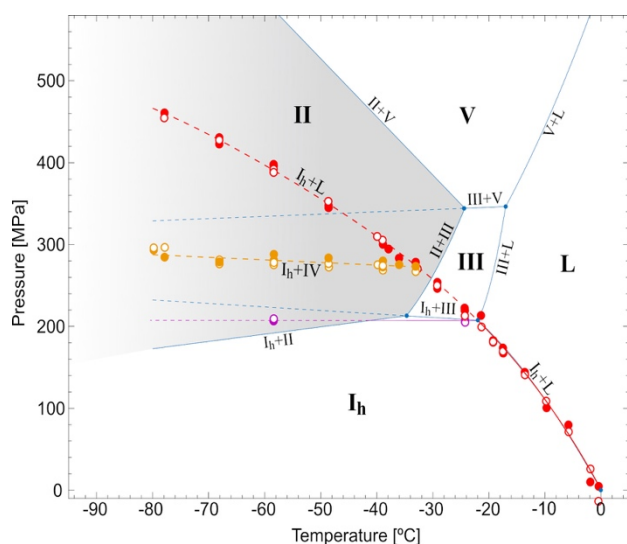 500
400
300
200
100
0
Pressure [MPa]
II
V
II+V
V+L
Iₕ+L
III+V
II+III
III
III+L
L
Iₕ+IV
Iₕ+III
Iₕ+II
Iₕ
Iₕ+L
-90 -80 -70 -60 -50 -40 -30 -20 -10 0 10
Temperature [ºC]